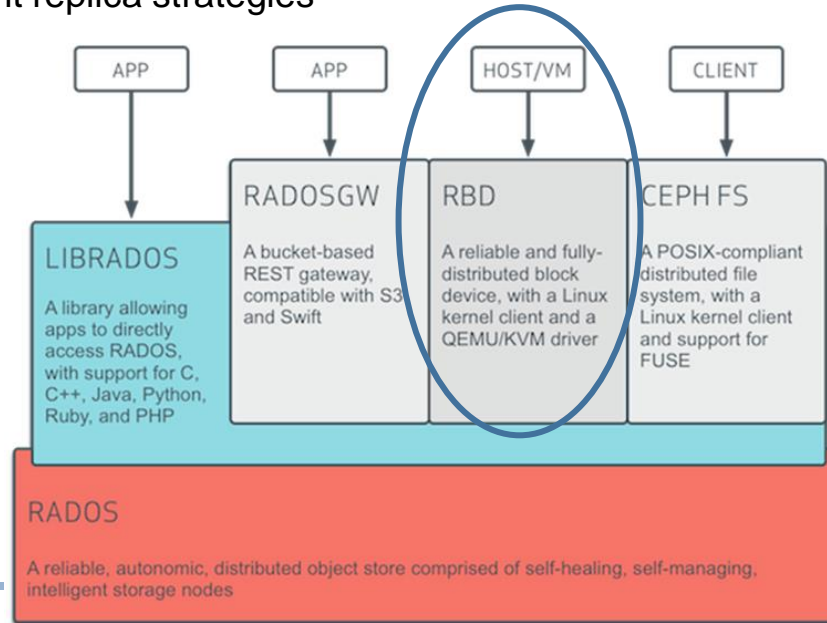 nt replica strategies
APP
APP
HOST/VM
CLIENT
RADOSGW
A bucket-based
REST gateway,
compatible with S3
and Swift
RBD
A reliable and fully-
distributed block
device, with a Linux
kernel client and a
QEMU/KVM driver
CEPH FS
A POSIX-compliant
distributed file
system, with a
Linux kernel client
and support for
FUSE
LIBRADOS
A library allowing
apps to directly
access RADOS,
with support for C,
C++, Java, Python,
Ruby, and PHP
RADOS
A reliable, autonomic, distributed object store comprised of self-healing, self-managing,
intelligent storage nodes